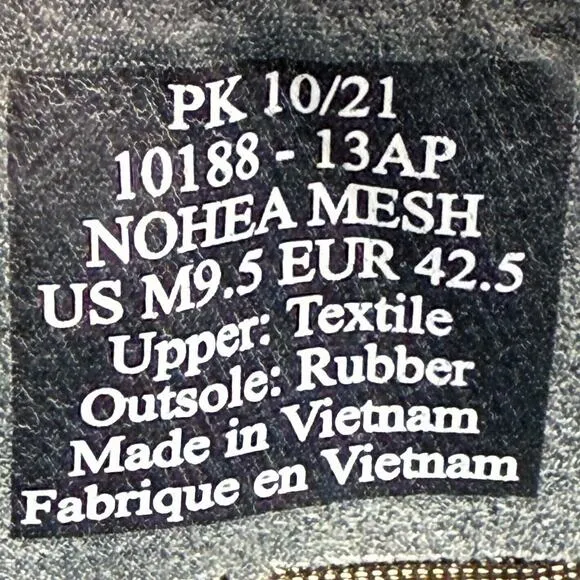 PK 10/21
10188 - 13AP
NOHEA MESH
US M9.5 EUR 42.5
Upper: Textile
Outsole: Rubber
Made in Vietnam
Fabrique en Vietnam